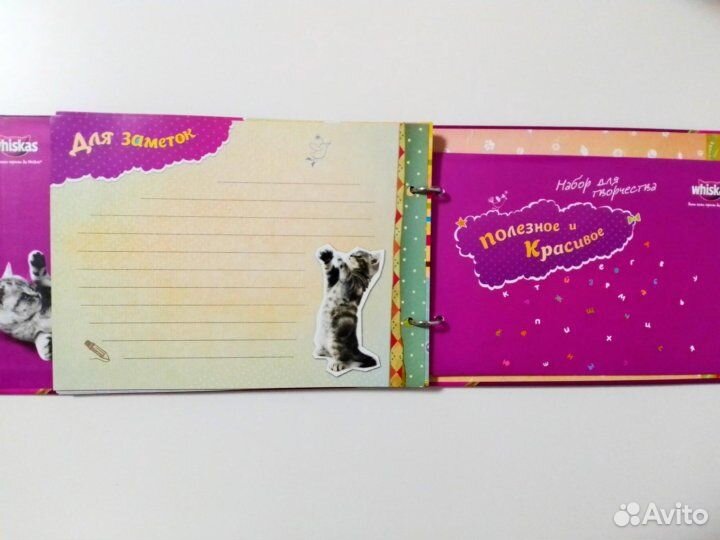 whiskas
Для заметок
Набор для
творчества
whiskas
Полезное и
Красивое
Avito